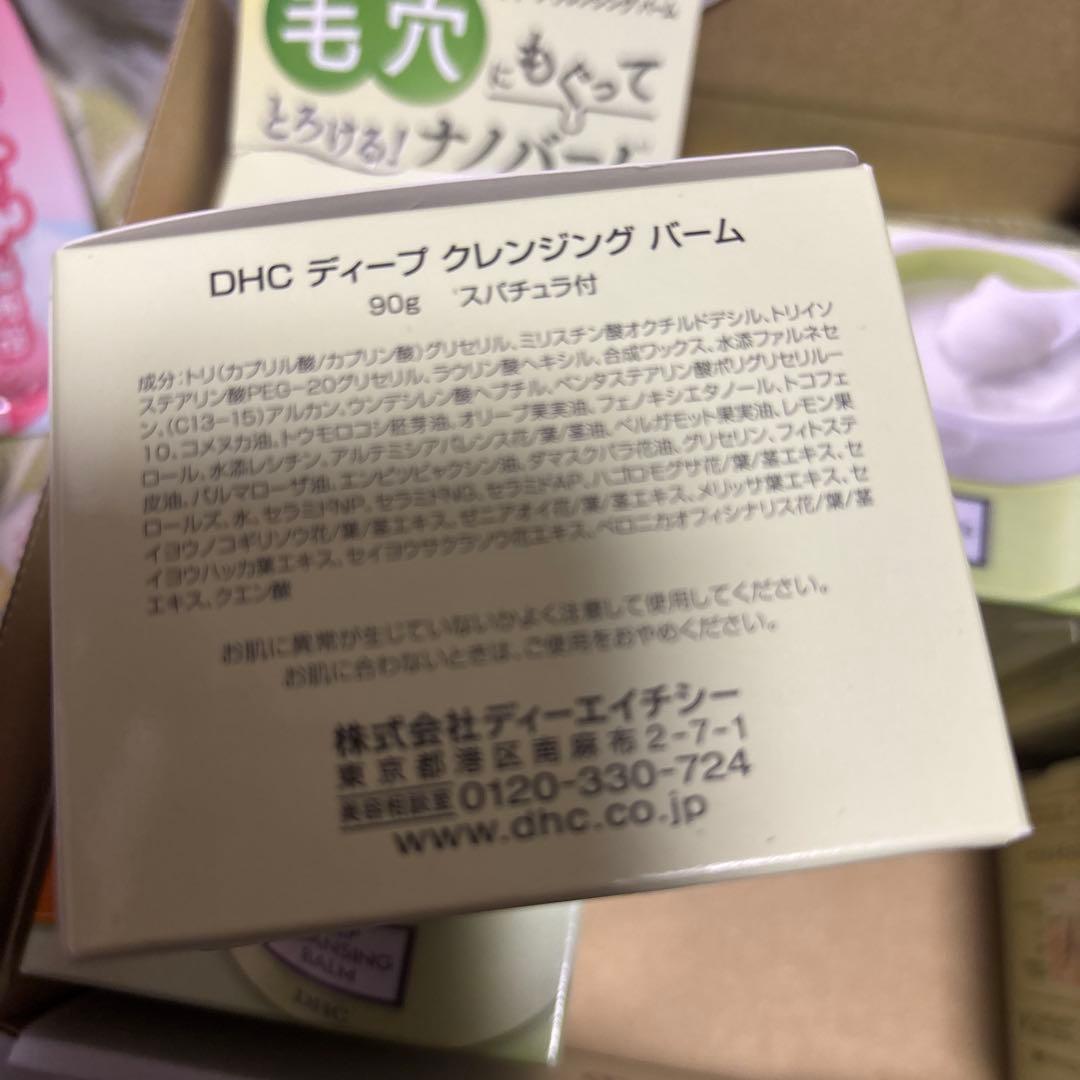 クレンジング バーム
毛穴
にもぐって
とろける!ナノバーム
DHC ディープ クレンジング バーム
90g スパチュラ付
成分:トリ(カプリル酸/カプリン酸)グリセリル、ミリスチン酸オクチルドデシル、トリイソ
ステアリン酸PEG-20グリセリル、ラウリン酸ヘキシル、合成ワックス、水添ファルネセ
ン、(C13-15)アルカン、ウンデシレン酸ヘプチル、ペンタステアリン酸ポリグリセリル-
10、コメヌカ油、トウモロコシ胚芽油、オリーブ果実油、フェノキシエタノール、トコフェ
ロール、水添レシチン、アルテミシアパレンス花/葉/茎油、ベルガモット果実油、レモン果
皮油、パルマローザ油、エンピツビャクシン油、ダマスクバラ花油、グリセリン、フィトステ
ロールズ、水、セラミドNP、セラミドNG、セラミドAP、ハゴロモグサ花/葉/茎エキス、セ
イヨウノコギリソウ花/葉/茎エキス、ゼニアオイ花/葉/茎エキス、メリッサ葉エキス、セ
イヨウハッカ葉エキス、セイヨウサクラソウ花エキス、ベロニカオフィシナリス花/葉/茎
エキス、クエン酸
お肌に異常が生じていないかよく注意して使用してください。
お肌に合わないときは、ご使用をおやめください。
株式会社ディーエイチシー
東京都港区南麻布2-7-1
美容相談室 0120-330-724
www.dhc.co.jp
BALM
DHC